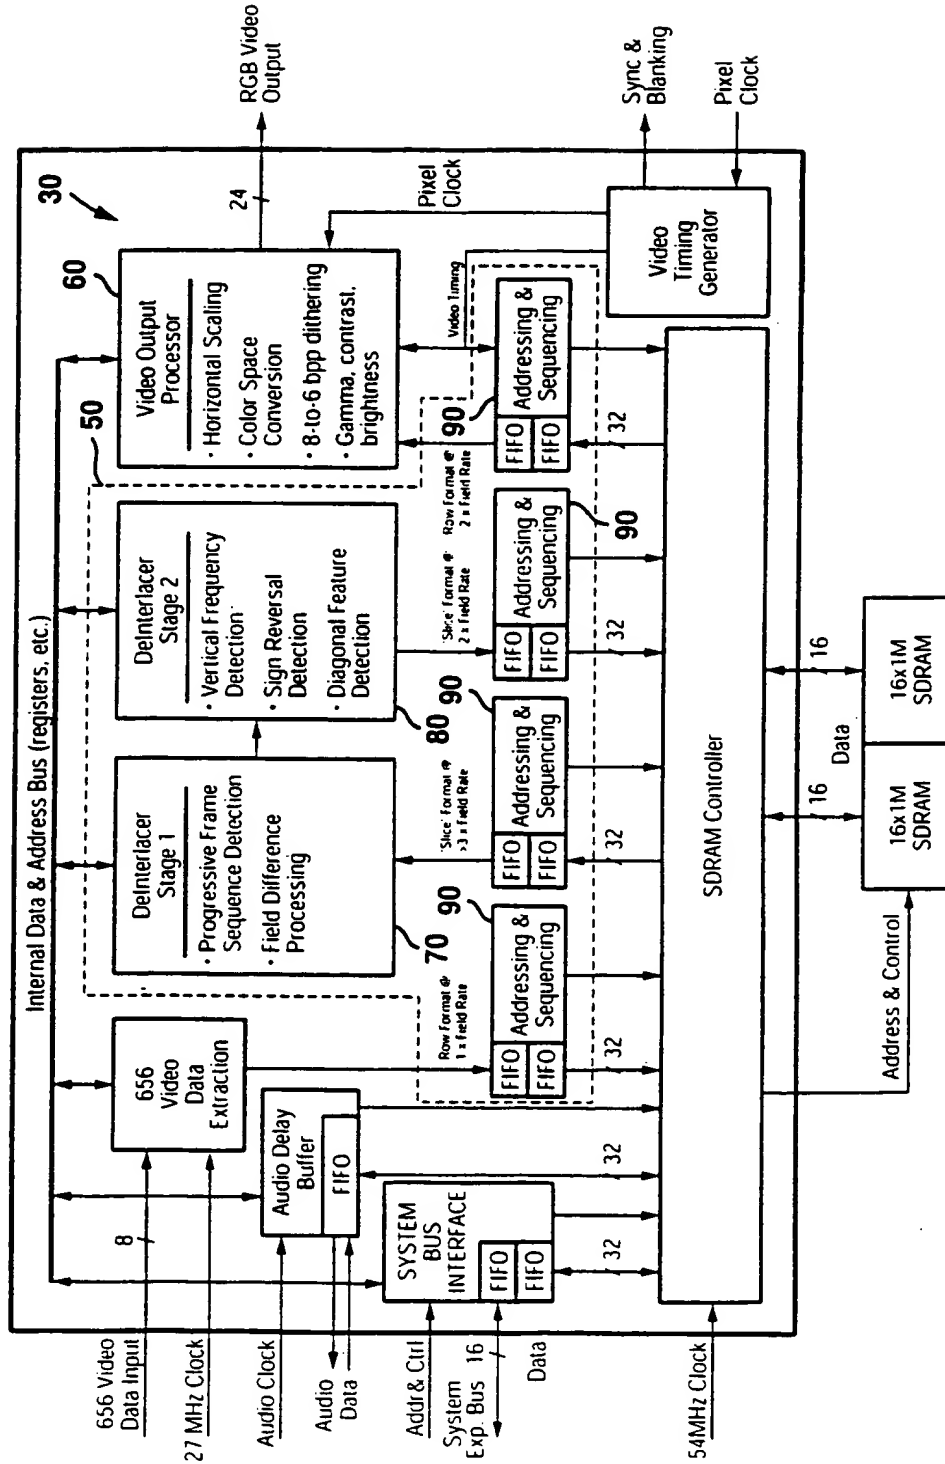 30
RGB Video
Output
24
Internal Data & Address Bus (registers, etc.)
656 Video
Data Input
8
27 MHz Clock
656
Video
Data
Extraction
50
DeInterlacer
Stage 1
· Progressive Frame
Sequence Detection
· Field Difference
Processing
70
DeInterlacer
Stage 2
· Vertical Frequency
Detection
· Sign Reversal
Detection
· Diagonal Feature
Detection
80
Video Output
Processor
· Horizontal Scaling
· Color Space
Conversion
· 8-to-6 bpp dithering
· Gamma, contrast,
brightness
60
Pixel
Clock
Video Timing
Audio Clock
Audio
Data
Audio Delay
Buffer
FIFO
32
Addr & Ctrl
System
Exp. Bus
16
Data
SYSTEM
BUS
INTERFACE
FIFO
FIFO
32
Row Format @
1 x Field Rate
90
FIFO
FIFO
Addressing &
Sequencing
32
'Slice' Format @
>3 x Field Rate
90
FIFO
FIFO
Addressing &
Sequencing
32
'Slice' Format @
2 x Field Rate
90
FIFO
FIFO
Addressing &
Sequencing
32
Row Format @
2 x Field Rate
90
FIFO
FIFO
Addressing &
Sequencing
32
Video
Timing
Generator
Sync &
Blanking
Pixel
Clock
54MHz Clock
SDRAM Controller
Address & Control
16
Data
16
16x1M
SDRAM
16x1M
SDRAM